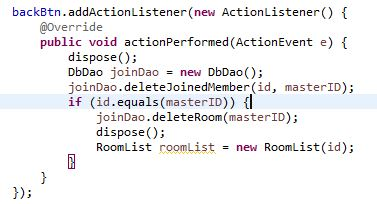 backBtn.addActionListener(new ActionListener() {
@Override
public void actionPerformed(ActionEvent e) {
dispose();
DbDao joinDao = new DbDao();
joinDao.deleteJoinedMember(id, masterID);
if (id.equals(masterID)) {
joinDao.deleteRoom(masterID);
dispose();
RoomList roomList = new RoomList(id);
}
}
});